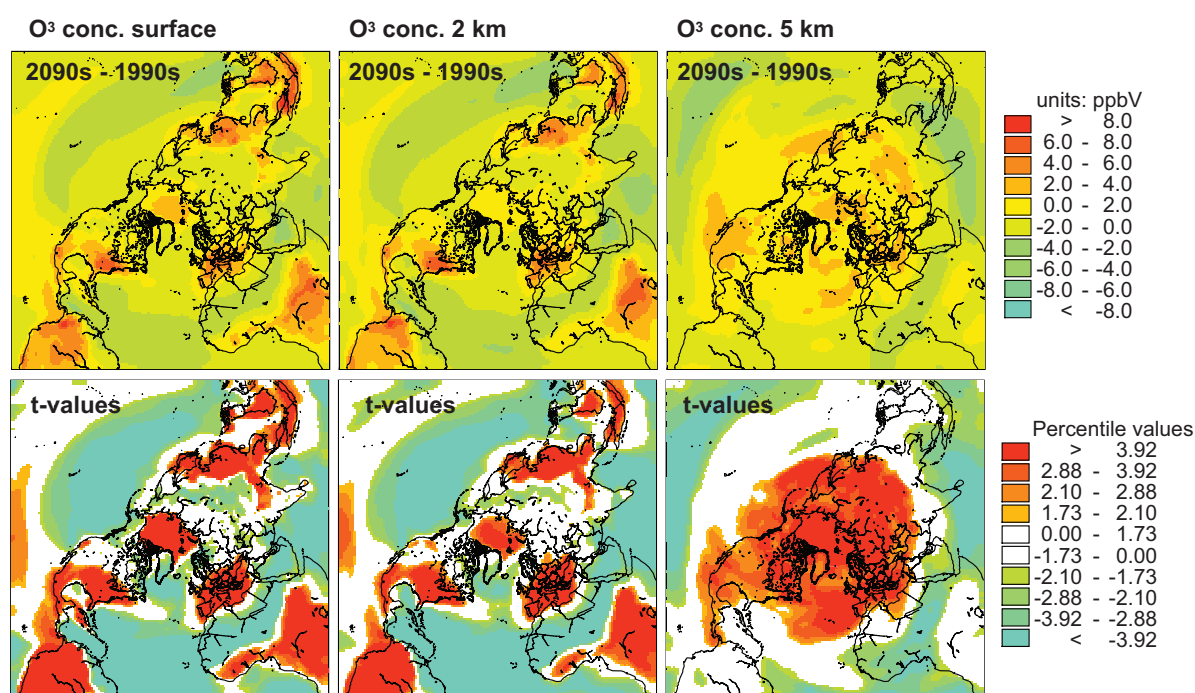 O³ conc. surface
O³ conc. 2 km
O³ conc. 5 km
2090s - 1990s
2090s - 1990s
2090s - 1990s
units: ppbV
> 8.0
6.0 - 8.0
4.0 - 6.0
2.0 - 4.0
0.0 - 2.0
-2.0 - 0.0
-4.0 - -2.0
-6.0 - -4.0
-8.0 - -6.0
< -8.0
t-values
t-values
t-values
Percentile values
> 3.92
2.88 - 3.92
2.10 - 2.88
1.73 - 2.10
0.00 - 1.73
-1.73 - 0.00
-2.10 - -1.73
-2.88 - -2.10
-3.92 - -2.88
< -3.92